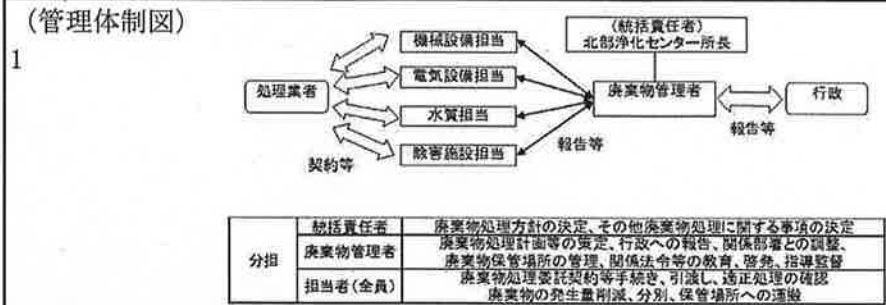 (管理体制図)
1
(統括責任者)
北部浄化センター所長
機械設備担当
電気設備担当
水質担当
除害施設担当
処理業者
廃棄物管理者
行政
契約等
報告等
報告等
分担
統括責任者
廃棄物処理方針の決定、その他廃棄物処理に関する事項の決定
廃棄物管理者
廃棄物処理計画等の策定、行政への報告、関係部署との調整、
廃棄物保管場所の管理、関係法令等の教育、啓発、指導監督
担当者(全員)
廃棄物処理委託契約等手続き、引渡し、適正処理の確認
廃棄物の発生量削減、分別、保管場所への運搬